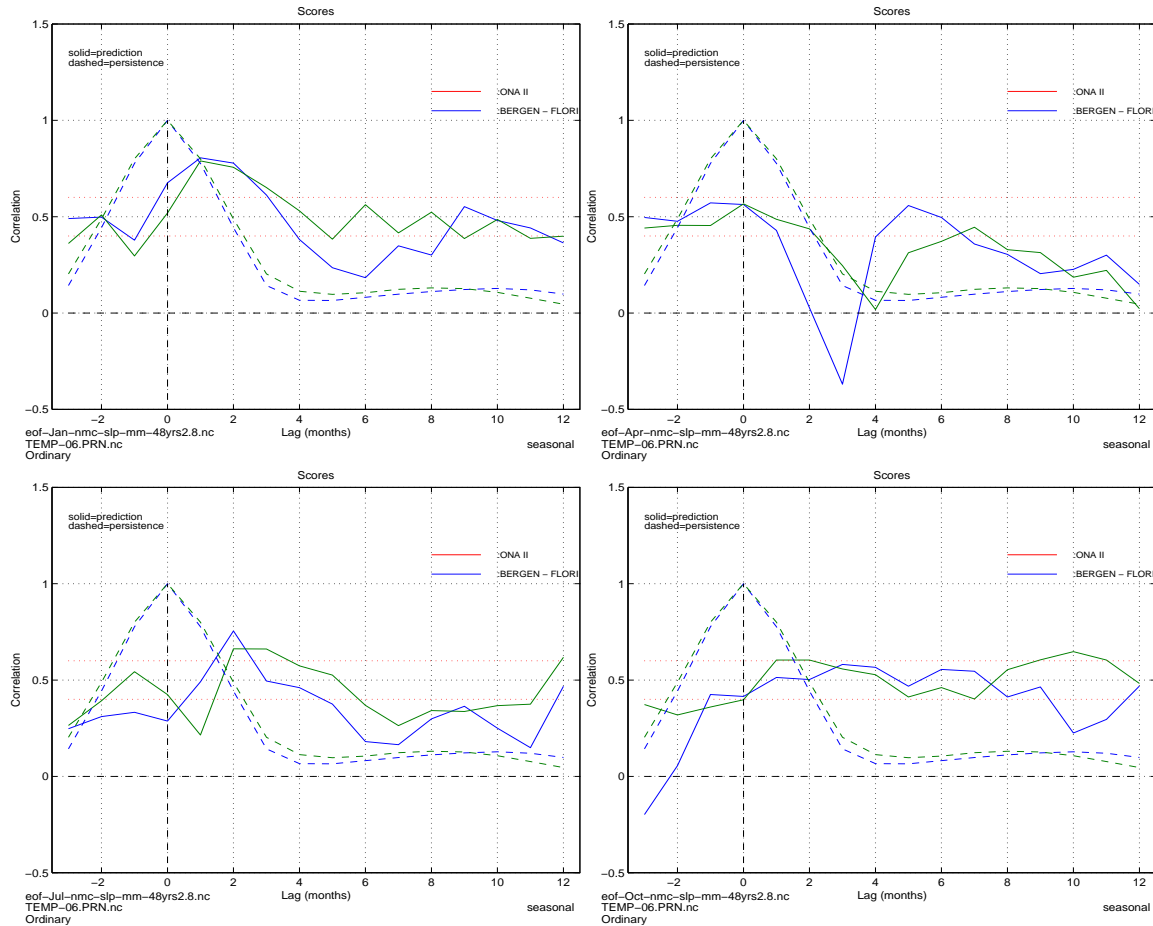 Scores
1.5
1
0.5
0
−0.5
Correlation
solid=prediction
dashed=persistence
:ONA II
:BERGEN − FLORI
−2 0 2 4 6 8 10 12
Lag (months)
eof−Jan−nmc−slp−mm−48yrs2.8.nc
TEMP−06.PRN.nc
Ordinary
seasonal
Scores
1.5
1
0.5
0
−0.5
Correlation
solid=prediction
dashed=persistence
:ONA II
:BERGEN − FLORI
−2 0 2 4 6 8 10 12
Lag (months)
eof−Apr−nmc−slp−mm−48yrs2.8.nc
TEMP−06.PRN.nc
Ordinary
seasonal
Scores
1.5
1
0.5
0
−0.5
Correlation
solid=prediction
dashed=persistence
:ONA II
:BERGEN − FLORI
−2 0 2 4 6 8 10 12
Lag (months)
eof−Jul−nmc−slp−mm−48yrs2.8.nc
TEMP−06.PRN.nc
Ordinary
seasonal
Scores
1.5
1
0.5
0
−0.5
Correlation
solid=prediction
dashed=persistence
:ONA II
:BERGEN − FLORI
−2 0 2 4 6 8 10 12
Lag (months)
eof−Oct−nmc−slp−mm−48yrs2.8.nc
TEMP−06.PRN.nc
Ordinary
seasonal